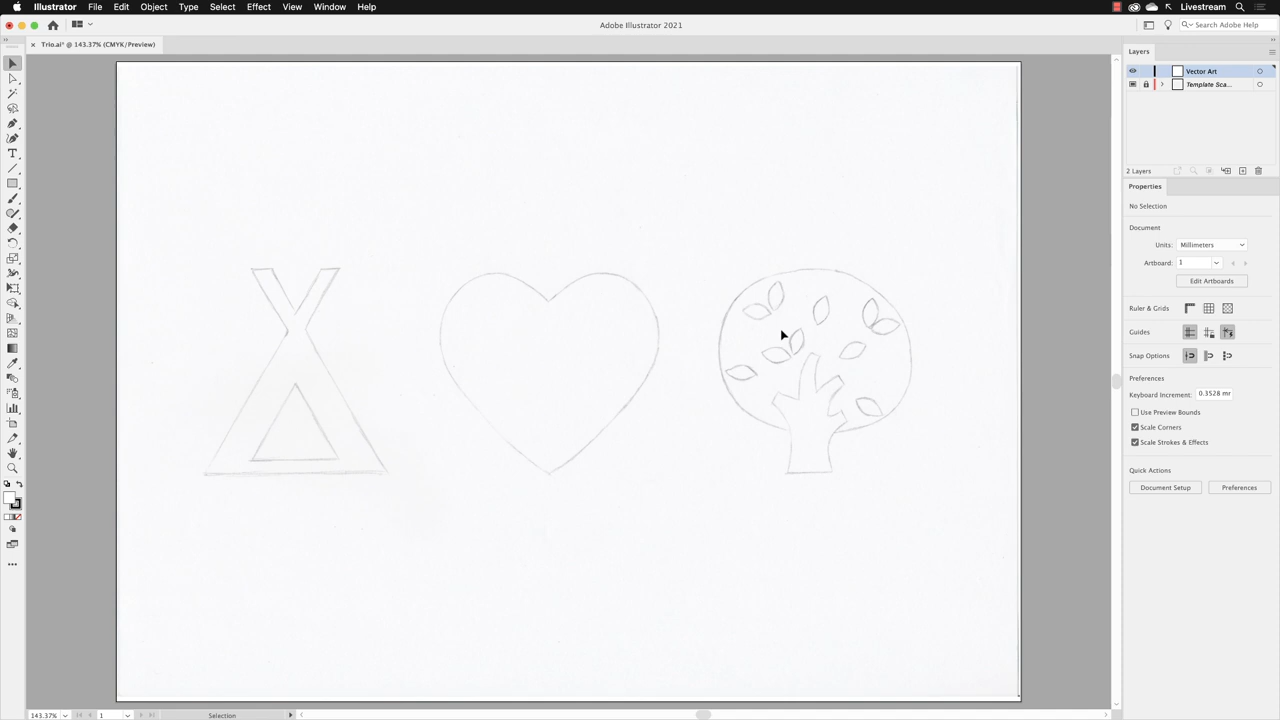 Illustrator File Edit Object Type Select Effect View Window Help Livestream
Adobe Illustrator 2021
Search Adobe Help
× Trio.ai* @ 143.37% (CMYK/Preview)
Layers
Vector Art
Template Sca...
2 Layers
Properties
No Selection
Document
Units: Millimeters
Artboard: 1
Edit Artboards
Ruler & Grids
Guides
Snap Options
Preferences
Keyboard Increment: 0.3528 mr
Use Preview Bounds
Scale Corners
Scale Strokes & Effects
Quick Actions
Document Setup Preferences
143.37% 1 Selection